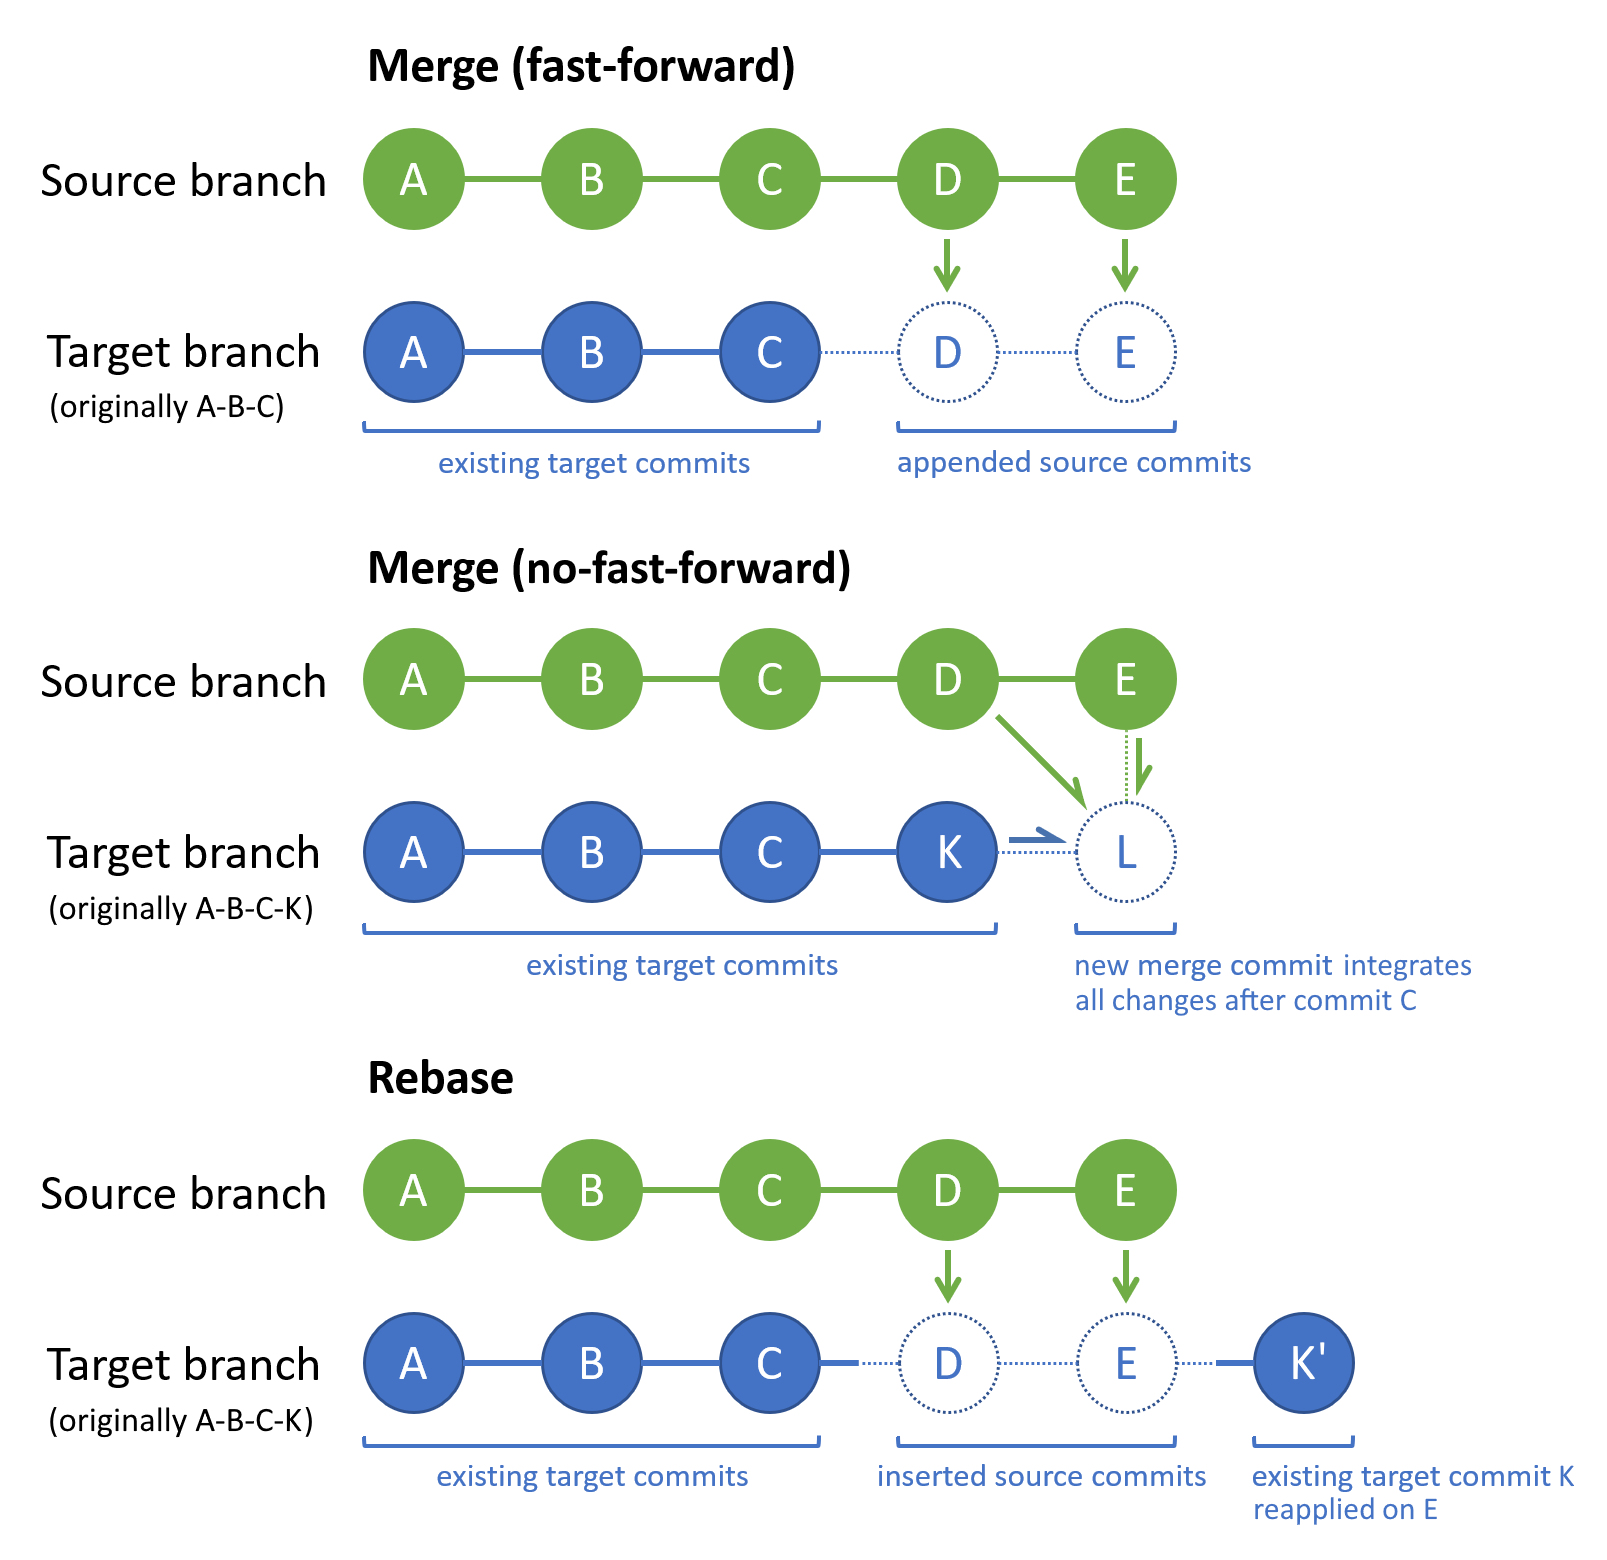 Merge (fast-forward)
Source branch A B C D E
Target branch A B C D E
(originally A-B-C)
existing target commits appended source commits
Merge (no-fast-forward)
Source branch A B C D E
Target branch A B C K L
(originally A-B-C-K)
existing target commits new merge commit integrates
all changes after commit C
Rebase
Source branch A B C D E
Target branch A B C D E K'
(originally A-B-C-K)
existing target commits inserted source commits existing target commit K
reapplied on E